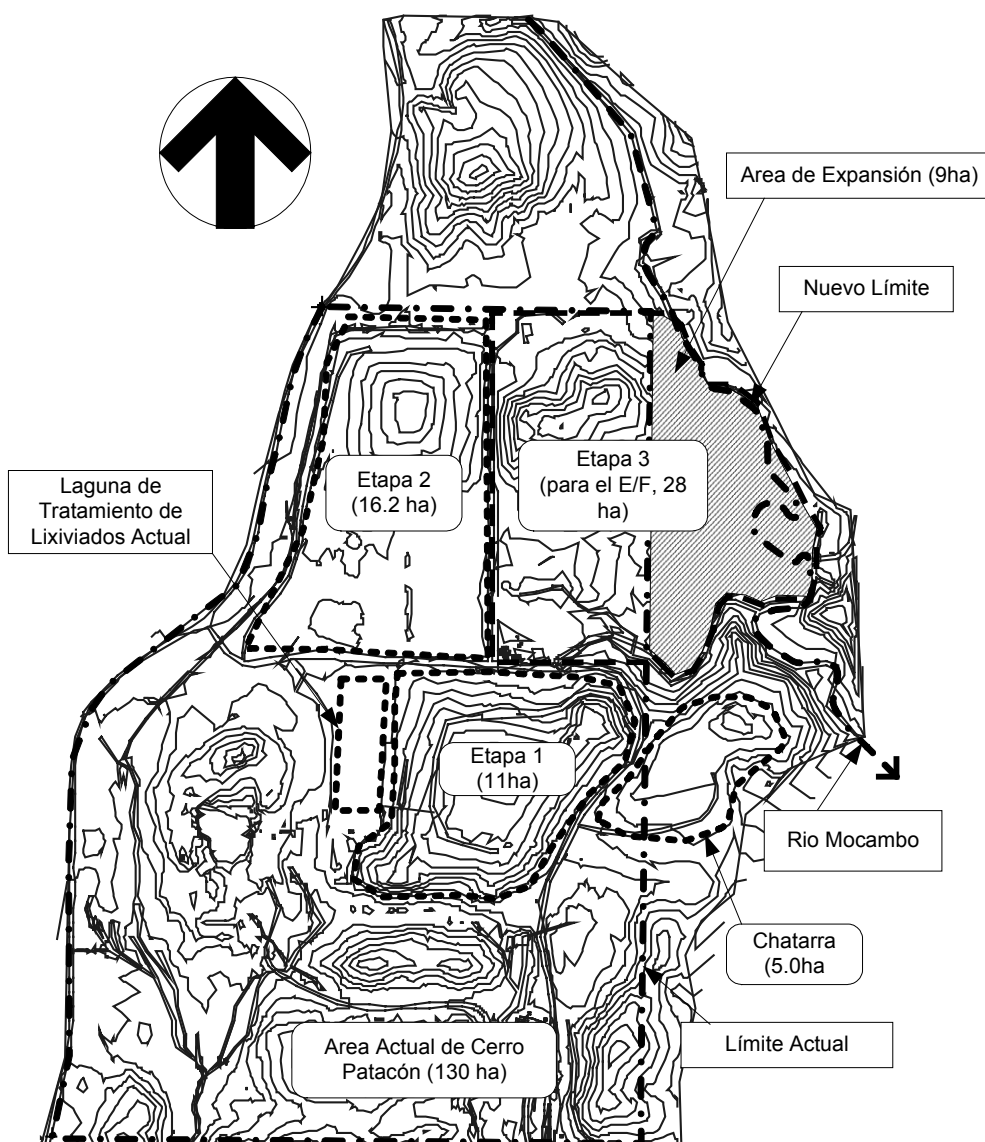 Area de Expansión (9ha)
Nuevo Límite
Etapa 2
(16.2 ha)
Etapa 3
(para el E/F, 28
ha)
Laguna de
Tratamiento de
Lixiviados Actual
Etapa 1
(11ha)
Rio Mocambo
Chatarra
(5.0ha
Límite Actual
Area Actual de Cerro
Patacón (130 ha)